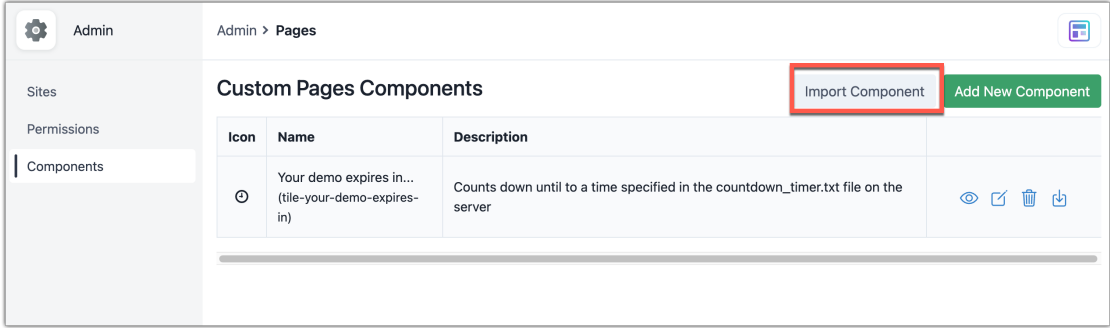 Admin
Admin > Pages
Sites
Permissions
Components
Custom Pages Components
Import Component
Add New Component
Icon
Name
Description
Your demo expires in...
(tile-your-demo-expires-
in)
Counts down until to a time specified in the countdown_timer.txt file on the
server